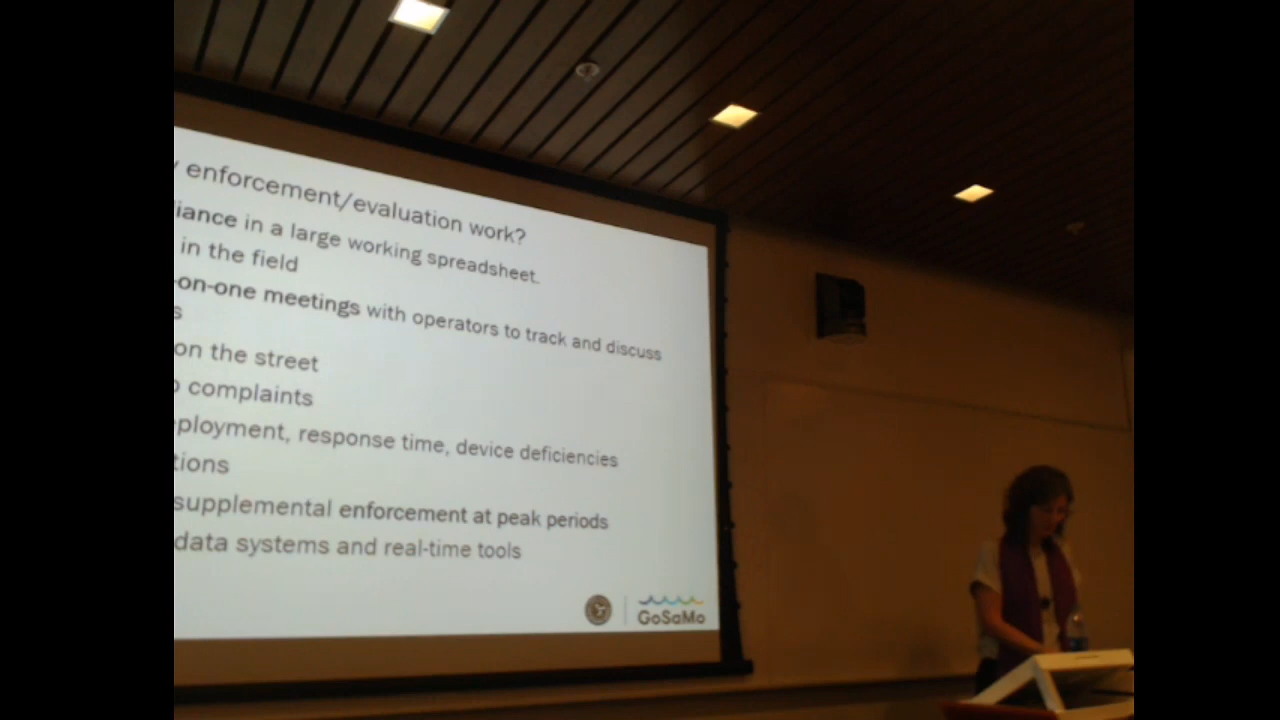 enforcement/evaluation work?
iance in a large working spreadsheet.
in the field
-on-one meetings with operators to track and discuss
s
on the street
complaints
ployment, response time, device deficiencies
tions
supplemental enforcement at peak periods
data systems and real-time tools
GoSaMo